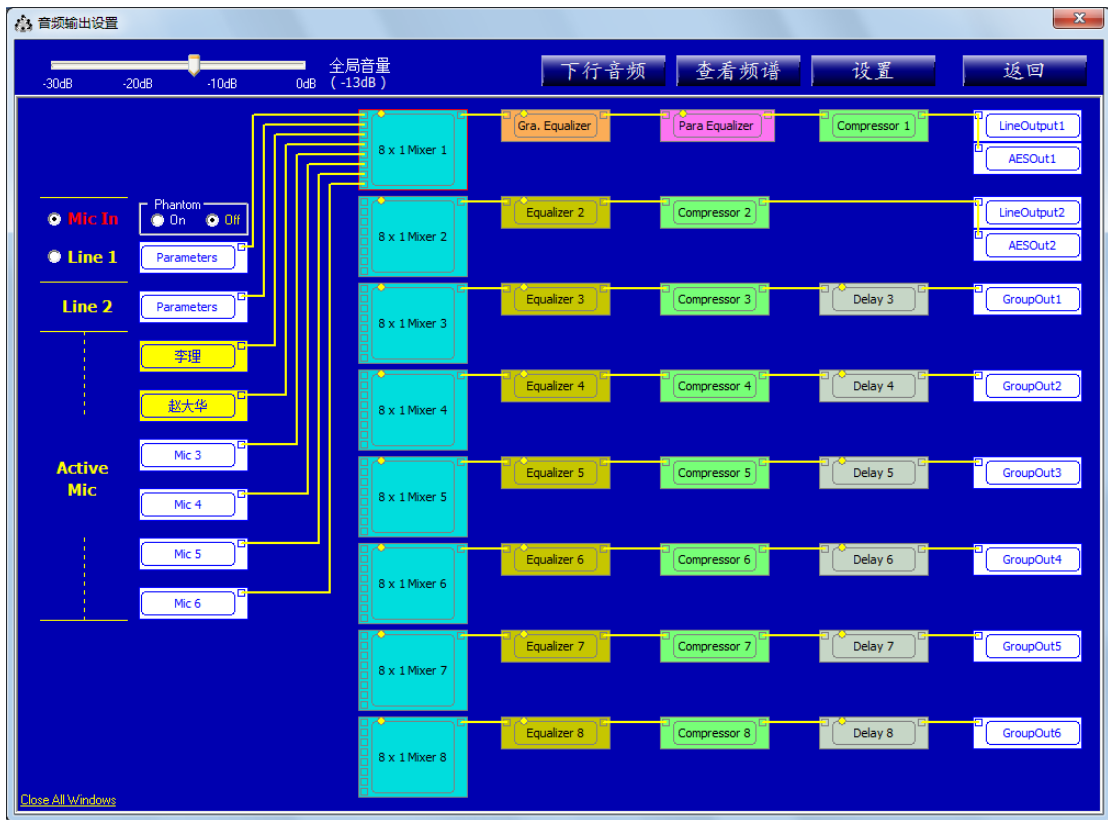 音频输出设置
全局音量
-30dB -20dB -10dB 0dB ( -13dB )
下行音频 查看频谱 设置 返回
8 x 1 Mixer 1 Gra. Equalizer Para Equalizer Compressor 1 LineOutput1
AESOut1
Phantom
Mic In On Off
8 x 1 Mixer 2 Equalizer 2 Compressor 2 LineOutput2
AESOut2
Line 1 Parameters
Line 2 Parameters
8 x 1 Mixer 3 Equalizer 3 Compressor 3 Delay 3 GroupOut1
李理
赵大华
8 x 1 Mixer 4 Equalizer 4 Compressor 4 Delay 4 GroupOut2
Active
Mic
Mic 3
8 x 1 Mixer 5 Equalizer 5 Compressor 5 Delay 5 GroupOut3
Mic 4
Mic 5
8 x 1 Mixer 6 Equalizer 6 Compressor 6 Delay 6 GroupOut4
Mic 6
8 x 1 Mixer 7 Equalizer 7 Compressor 7 Delay 7 GroupOut5
8 x 1 Mixer 8 Equalizer 8 Compressor 8 Delay 8 GroupOut6
Close All Windows